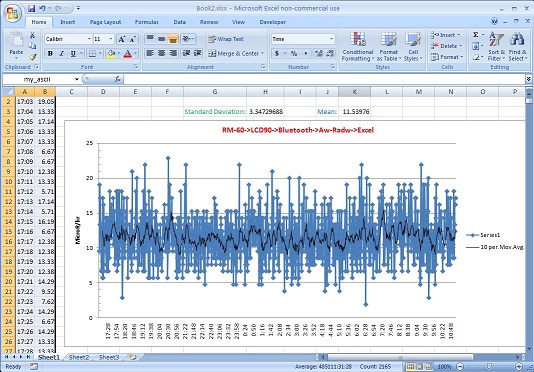 Book2.xlsx - Microsoft Excel non-commercial use
Home Insert Page Layout Formulas Data Review View Developer
Calibri 11 Wrap Text Time
Paste B I U Merge & Center $ % , Conditional Formatting Format as Table Cell Styles Insert Delete Format Sort & Filter Find & Select
Clipboard Font Alignment Number Styles Cells Editing
my_ascii fx
A B C D E F G H I J K L M N O P
2 17:03 19.05
3 17:04 13.33 Standard Deviation: 3.34729688 Mean: 11.53976
4 17:05 17.14
5 17:06 13.33 RM-60->LCD90->Bluetooth->Aw-Radw->Excel
6 17:07 13.33
7 17:08 6.67
8 17:09 6.67
9 17:10 12.38
10 17:11 13.33
11 17:12 5.71
12 17:13 17.14
13 17:14 5.71
14 17:15 16.19
15 17:16 6.67
16 17:17 12.38
17 17:18 13.33
18 17:19 13.33
19 17:20 12.38
20 17:21 14.29
21 17:22 9.52
22 17:23 7.62
23 17:24 14.29
24 17:25 14.29
25 17:26 13.33
26 17:27 13.33
27 17:28 13.33
25
20
15
10
5
0
MicroR/hr
Series1
10 per. Mov. Avg.
17:28 17:54 18:20 18:46 19:12 19:38 20:04 20:30 20:56 21:22 21:48 22:14 22:40 23:06 23:32 23:58 0:24 0:50 1:16 1:42 2:08 2:34 3:00 3:26 3:52 4:18 4:44 5:10 5:36 6:02 6:28 6:54 7:20 7:46 8:12 8:38 9:04 9:30 9:56 10:22 10:48
Sheet1 Sheet2 Sheet3
Ready Average: 485111:31:28 Count: 2165 100%